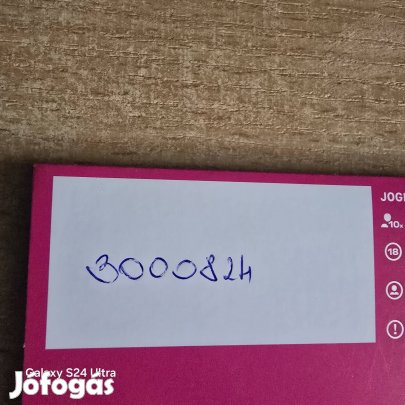 JOG
10x
3000824
18
Galaxy S24 Ultra
Jófogás